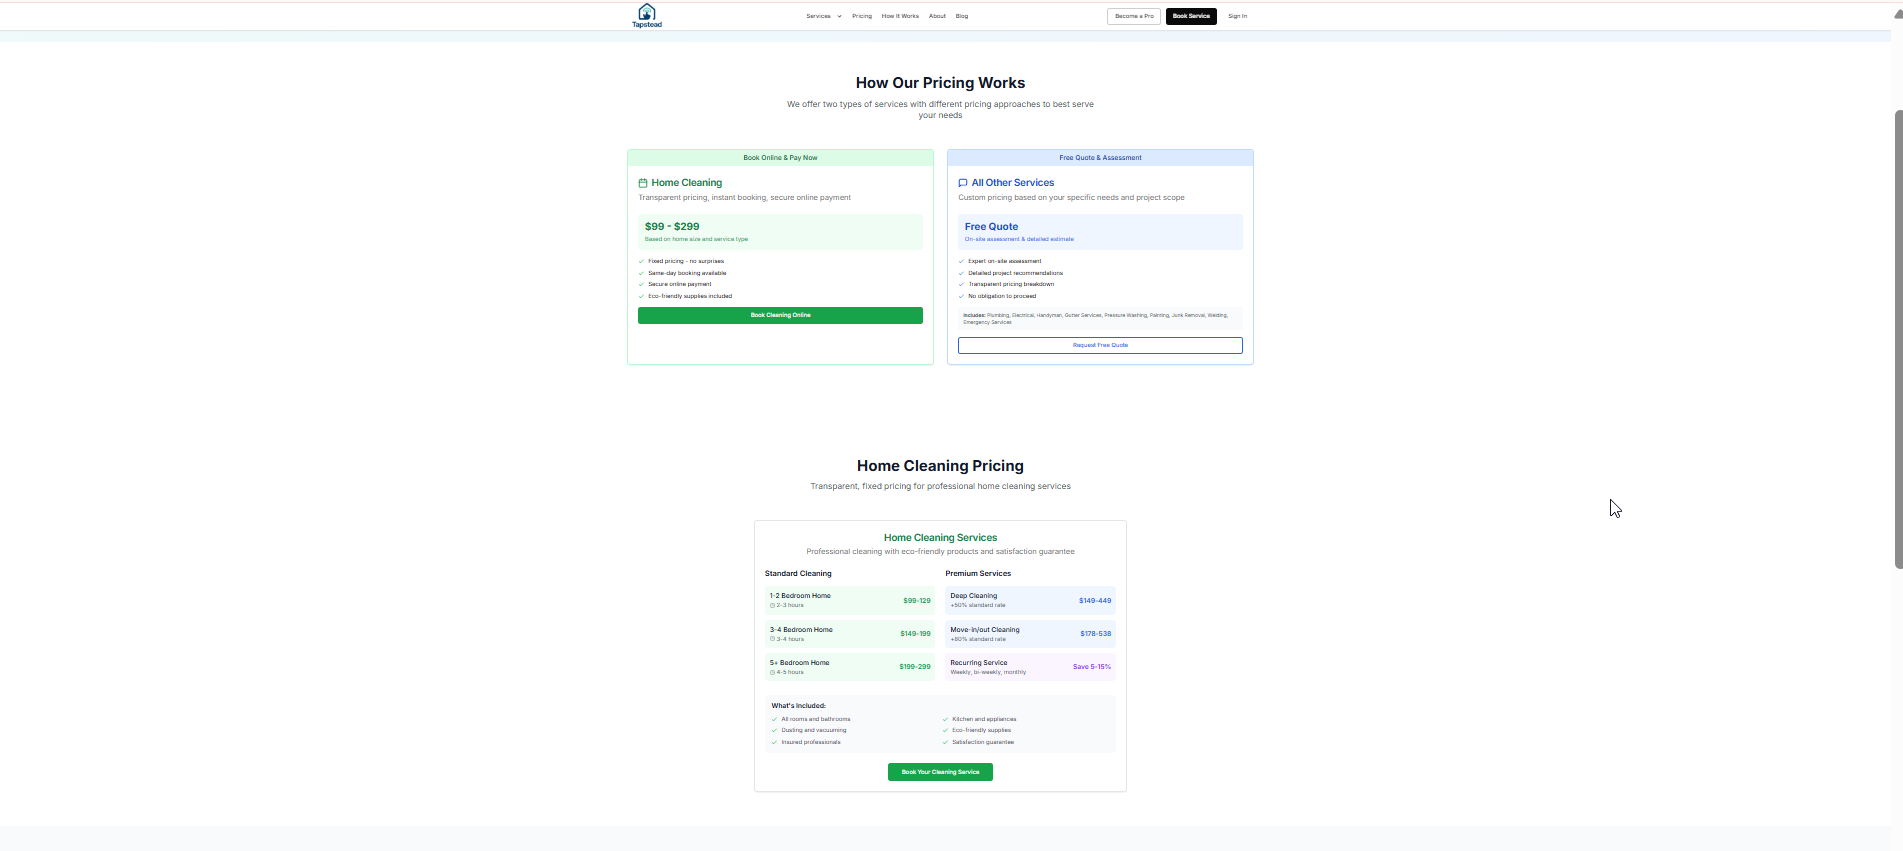 Tapstead
Services
Pricing
How It Works
About
Blog
Become a Pro
Book Service
Sign In
How Our Pricing Works
We offer two types of services with different pricing approaches to best serve
your needs
Book Online & Pay Now
Home Cleaning
Transparent pricing, instant booking, secure online payment
$99 - $299
Based on home size and service type
Fixed pricing - no surprises
Same-day booking available
Secure online payment
Eco-friendly supplies included
Book Cleaning Online
Free Quote & Assessment
All Other Services
Custom pricing based on your specific needs and project scope
Free Quote
On-site assessment & detailed estimate
Expert on-site assessment
Detailed project recommendations
Transparent pricing breakdown
No obligation to proceed
Includes: Plumbing, Electrical, Handyman, Gutter Services, Pressure Washing, Painting, Junk Removal, Welding,
Emergency Services
Request Free Quote
Home Cleaning Pricing
Transparent, fixed pricing for professional home cleaning services
Home Cleaning Services
Professional cleaning with eco-friendly products and satisfaction guarantee
Standard Cleaning
1-2 Bedroom Home
2-3 hours
$99-129
3-4 Bedroom Home
3-4 hours
$149-199
5+ Bedroom Home
4-5 hours
$199-299
Premium Services
Deep Cleaning
+50% standard rate
$149-449
Move-in/out Cleaning
+80% standard rate
$178-538
Recurring Service
Weekly, bi-weekly, monthly
Save 5-15%
What's Included:
All rooms and bathrooms
Dusting and vacuuming
Insured professionals
Kitchen and appliances
Eco-friendly supplies
Satisfaction guarantee
Book Your Cleaning Service